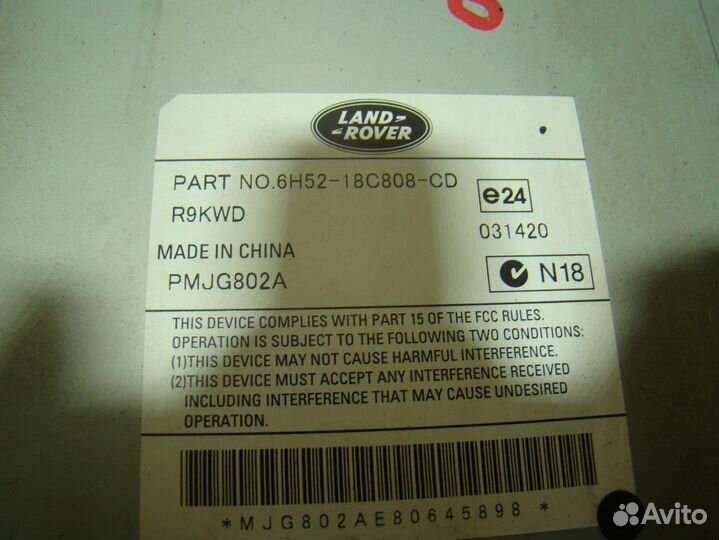 LAND-
-ROVER
PART NO.6H52-18C808-CD
e24
R9KWD
031420
MADE IN CHINA
N18
PMJG802A
THIS DEVICE COMPLIES WITH PART 15 OF THE FCC RULES.
OPERATION IS SUBJECT TO THE FOLLOWING TWO CONDITIONS:
(1)THIS DEVICE MAY NOT CAUSE HARMFUL INTERFERENCE.
(2)THIS DEVICE MUST ACCEPT ANY INTERFERENCE RECEIVED
INCLUDING INTERFERENCE THAT MAY CAUSE UNDESIRED
OPERATION.
*MJG802AE80645898*
Avito